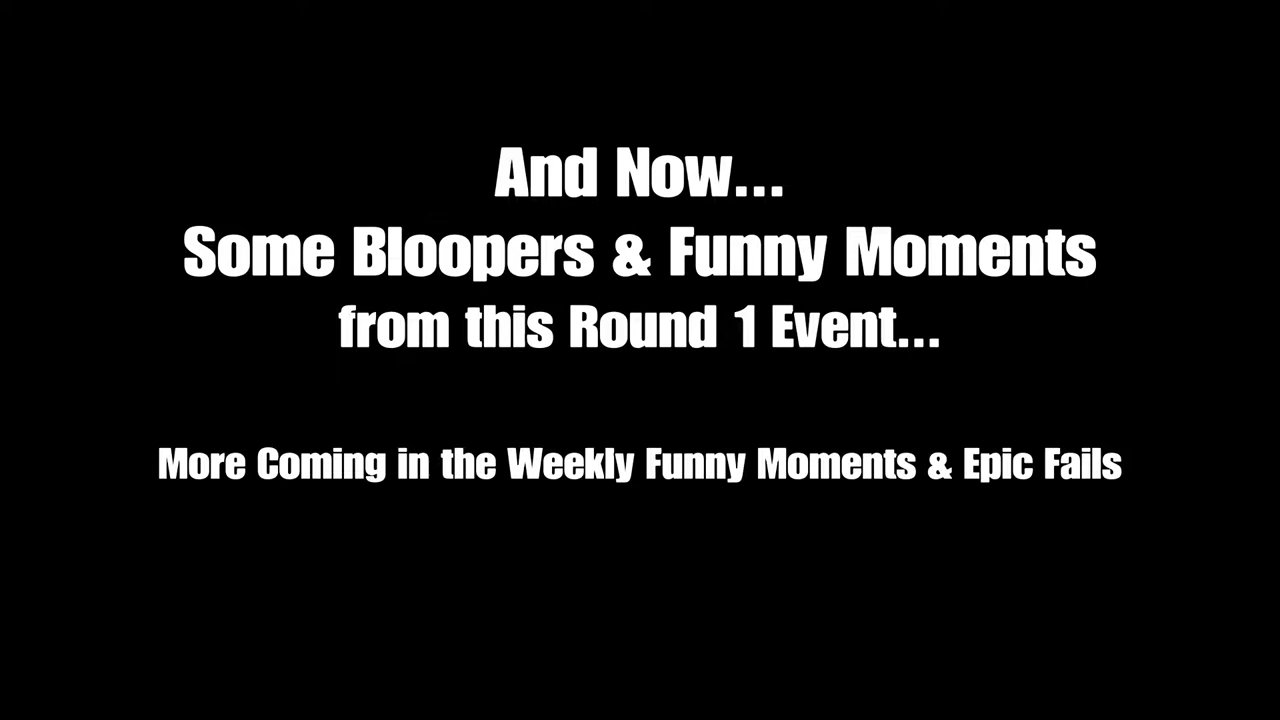 And Now...
Some Bloopers & Funny Moments
from this Round 1 Event...
More Coming in the Weekly Funny Moments & Epic Fails